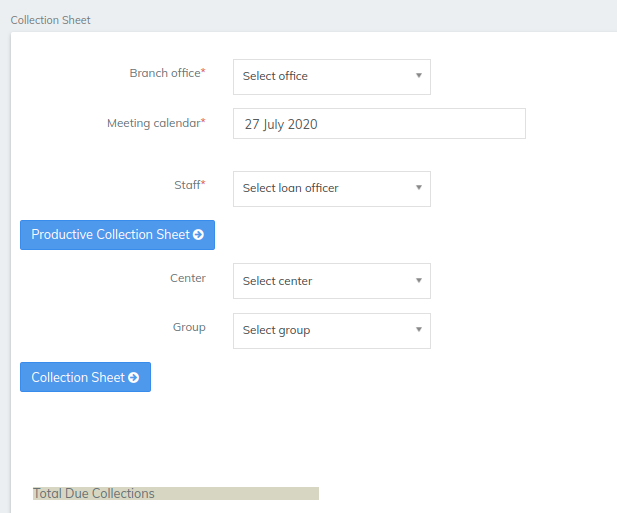 Collection Sheet
Branch office*
Select office
Meeting calendar*
27 July 2020
Staff*
Select loan officer
Productive Collection Sheet
Center
Select center
Group
Select group
Collection Sheet
Total Due Collections